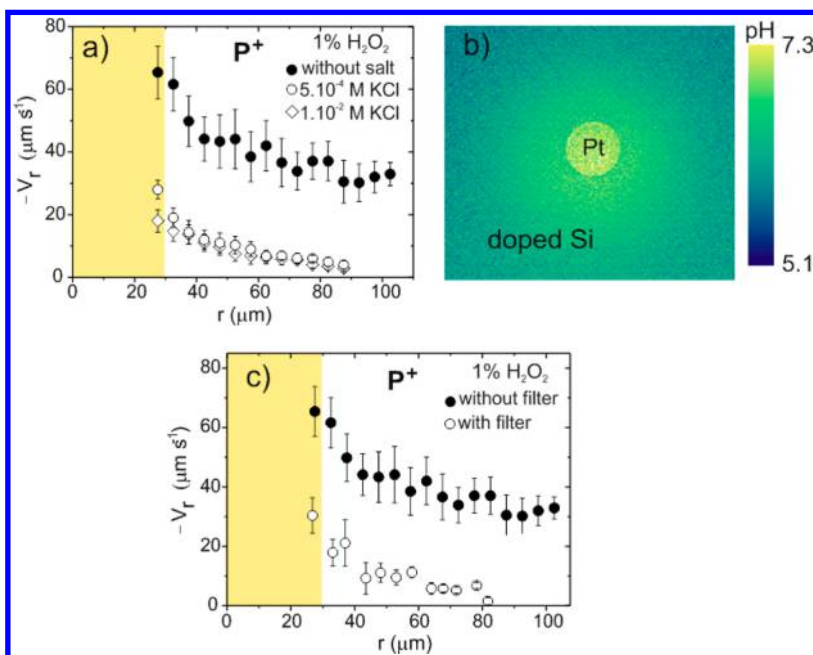 a)
P⁺
1% H₂O₂
without salt
5.10⁻⁴ M KCl
1.10⁻² M KCl
80
60
40
20
0
− Vᵣ (μm s¹)
0 20 40 60 80 100
r (μm)
b)
pH
7.3
Pt
doped Si
5.1
c)
P⁺
1% H₂O₂
without filter
with filter
80
60
40
20
0
− Vᵣ (μm s¹)
0 20 40 60 80 100
r (μm)